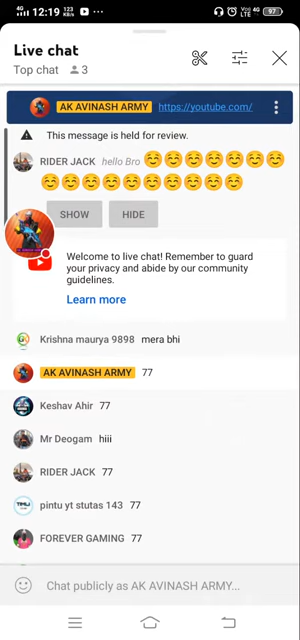 4G 12:19 123 KB/s Vo) 4G LTE 97
Live chat
Top chat 3
AK AVINASH ARMY https://youtube.com/
This message is held for review.
RIDER JACK hello Bro
SHOW HIDE
Welcome to live chat! Remember to guard
your privacy and abide by our community
guidelines.
Learn more
Krishna maurya 9898 mera bhi
AK AVINASH ARMY 77
Keshav Ahir 77
Mr Deogam hiii
RIDER JACK 77
pintu yt stutas 143 77
FOREVER GAMING 77
Chat publicly as AK AVINASH ARMY...